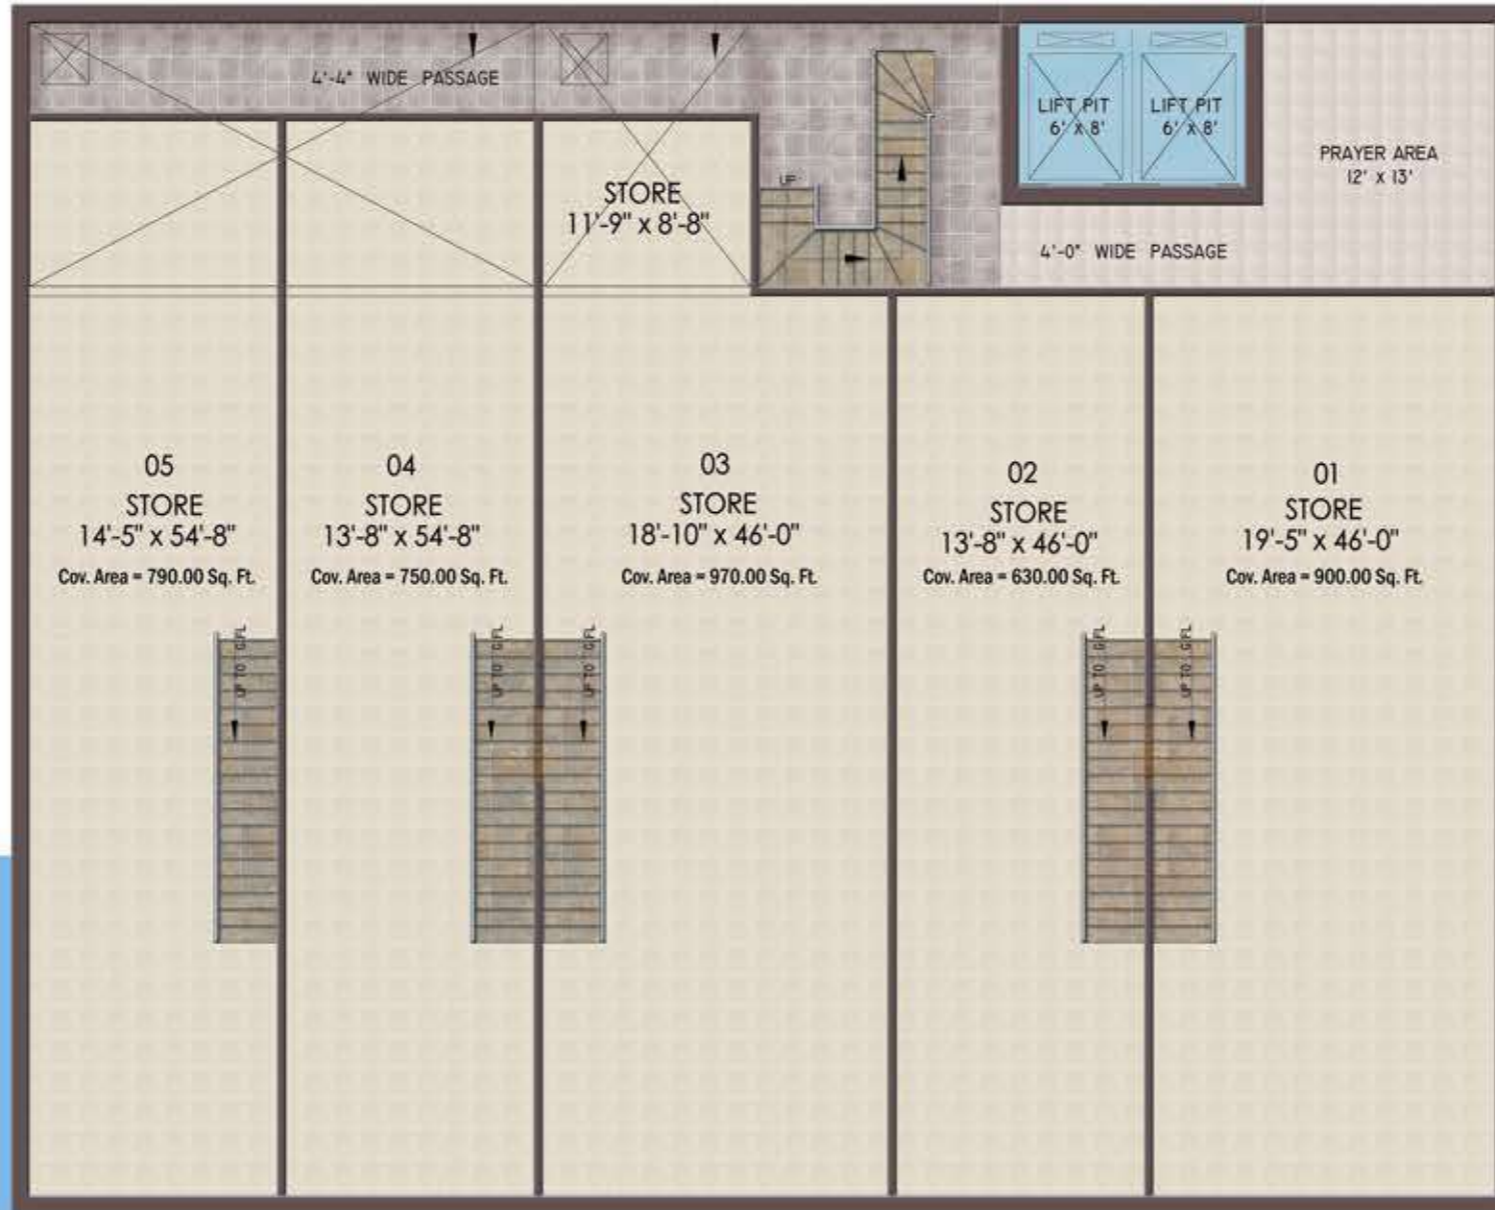 4'-4" WIDE PASSAGE
LIFT PIT
6' x 8'
LIFT PIT
6' x 8'
PRAYER AREA
12' x 13'
STORE
11'-9" x 8'-8"
UP
4'-0" WIDE PASSAGE
05
STORE
14'-5" x 54'-8"
Cov. Area = 790.00 Sq. Ft.
04
STORE
13'-8" x 54'-8"
Cov. Area = 750.00 Sq. Ft.
03
STORE
18'-10" x 46'-0"
Cov. Area = 970.00 Sq. Ft.
02
STORE
13'-8" x 46'-0"
Cov. Area = 630.00 Sq. Ft.
01
STORE
19'-5" x 46'-0"
Cov. Area = 900.00 Sq. Ft.
UP TO G.FL
UP TO G.FL
UP TO G.FL
UP TO G.FL
UP TO G.FL